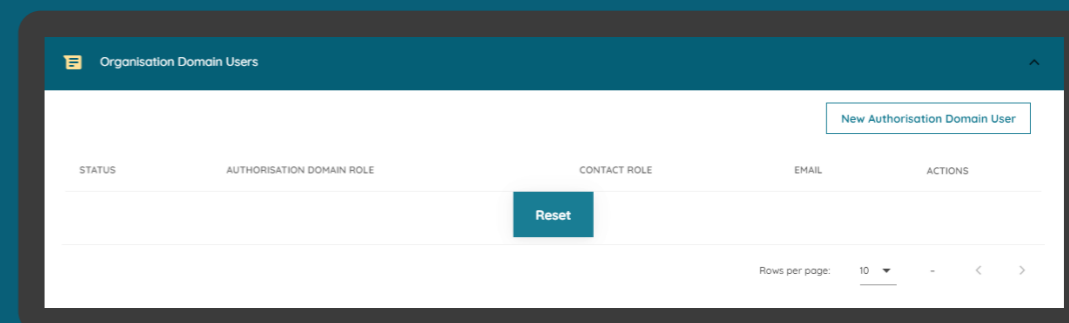 Organisation Domain Users
New Authorisation Domain User
STATUS AUTHORISATION DOMAIN ROLE CONTACT ROLE EMAIL ACTIONS
Reset
Rows per page: 10 -